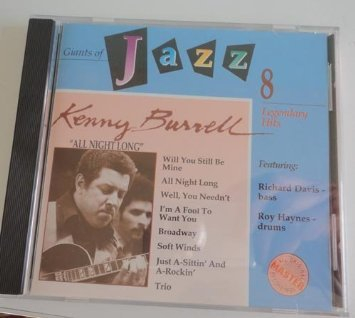 Giants of
Jazz
8
Legendary
Hits
Kenny Burrell
"ALL NIGHT LONG"
Will You Still Be
Mine
All Night Long
Well, You Needn't
I'm A Fool To
Want You
Broadway
Soft Winds
Just A-Sittin' And
A-Rockin'
Trio
Featuring:
Richard Davis -
bass
Roy Haynes -
drums
MASTER